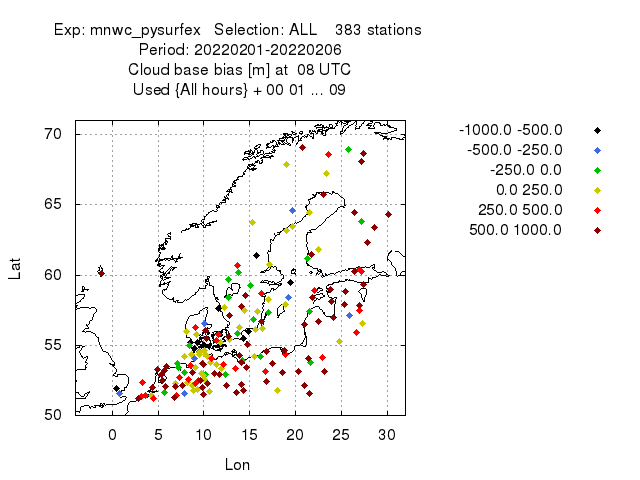 Exp: mnwc_pysurfex   Selection: ALL    383 stations
Period: 20220201-20220206
Cloud base bias [m] at  08 UTC
Used {All hours} + 00 01 ... 09
-1000.0 -500.0
-500.0 -250.0
-250.0 0.0
0.0 250.0
250.0 500.0
500.0 1000.0
70
65
60
55
50
Lat
0 5 10 15 20 25 30
Lon